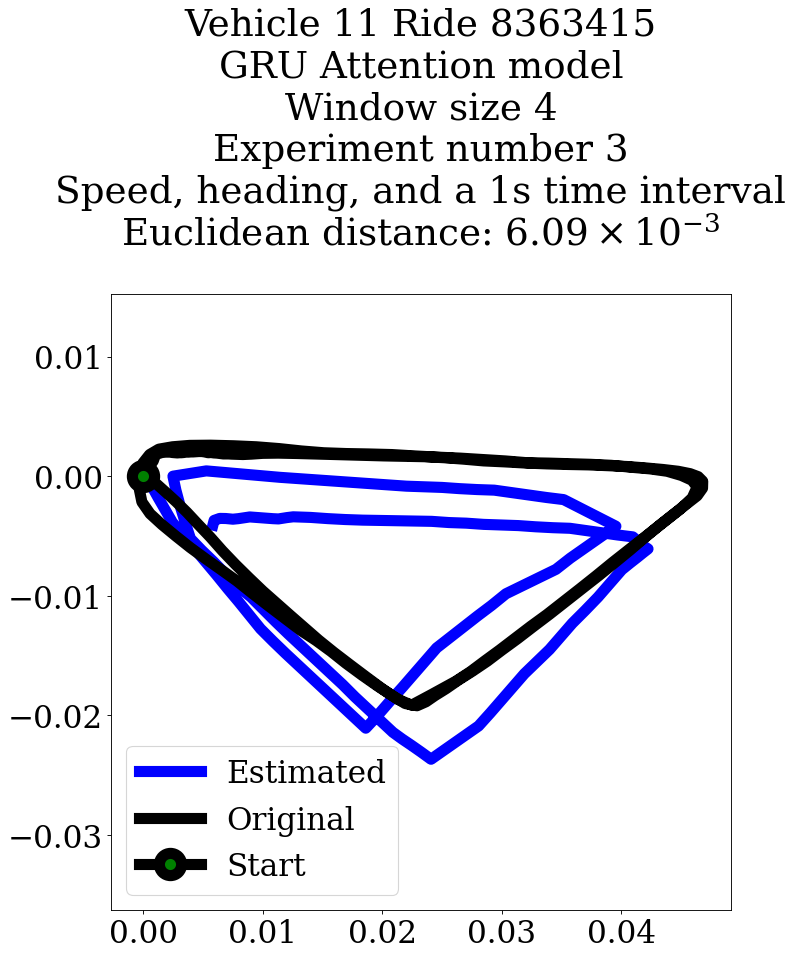 Vehicle 11 Ride 8363415
GRU Attention model
Window size 4
Experiment number 3
Speed, heading, and a 1s time interval
Euclidean distance: 6.09 × 10⁻³
0.01
0.00
−0.01
−0.02
−0.03
Estimated
Original
Start
0.00 0.01 0.02 0.03 0.04